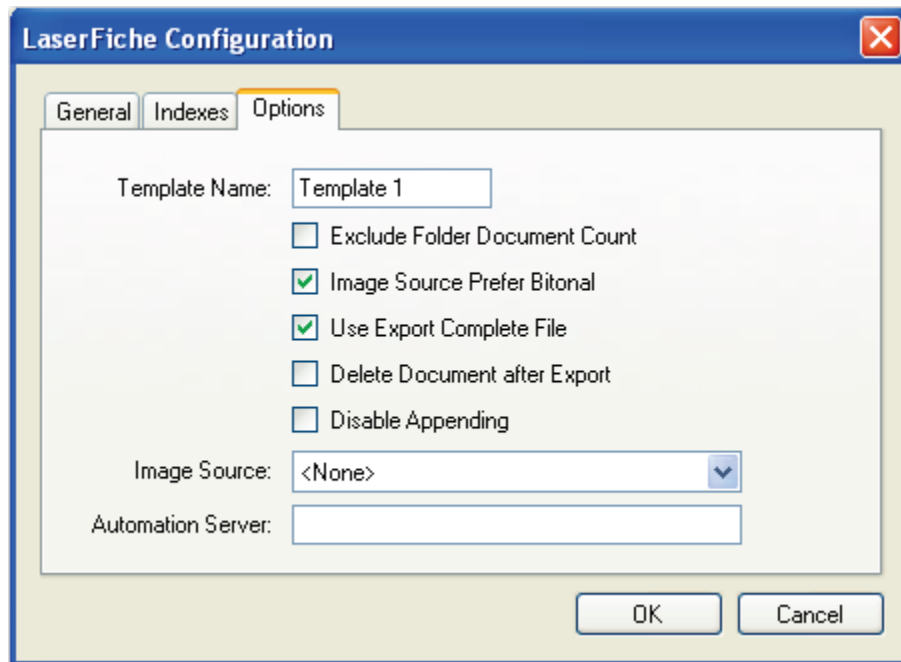 LaserFiche Configuration
General Indexes Options
Template Name: Template 1
Exclude Folder Document Count
Image Source Prefer Bitonal
Use Export Complete File
Delete Document after Export
Disable Appending
Image Source: <None>
Automation Server:
OK Cancel